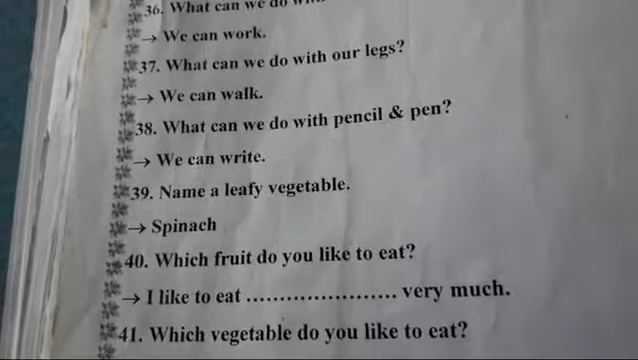 36. What can we do
→ We can work.
37. What can we do with our legs?
→ We can walk.
38. What can we do with pencil & pen?
→ We can write.
39. Name a leafy vegetable.
→ Spinach
40. Which fruit do you like to eat?
→ I like to eat ...................... very much.
41. Which vegetable do you like to eat?